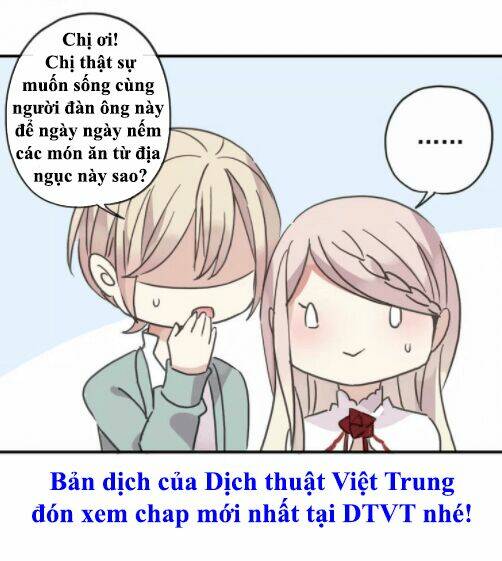 Chị ơi!
Chị thật sự
muốn sống cùng
người đàn ông này
để ngày ngày nếm
các món ăn từ địa
ngục này sao?
......
Bản dịch của Dịch thuật Việt Trung
đón xem chap mới nhất tại DTVT nhé!